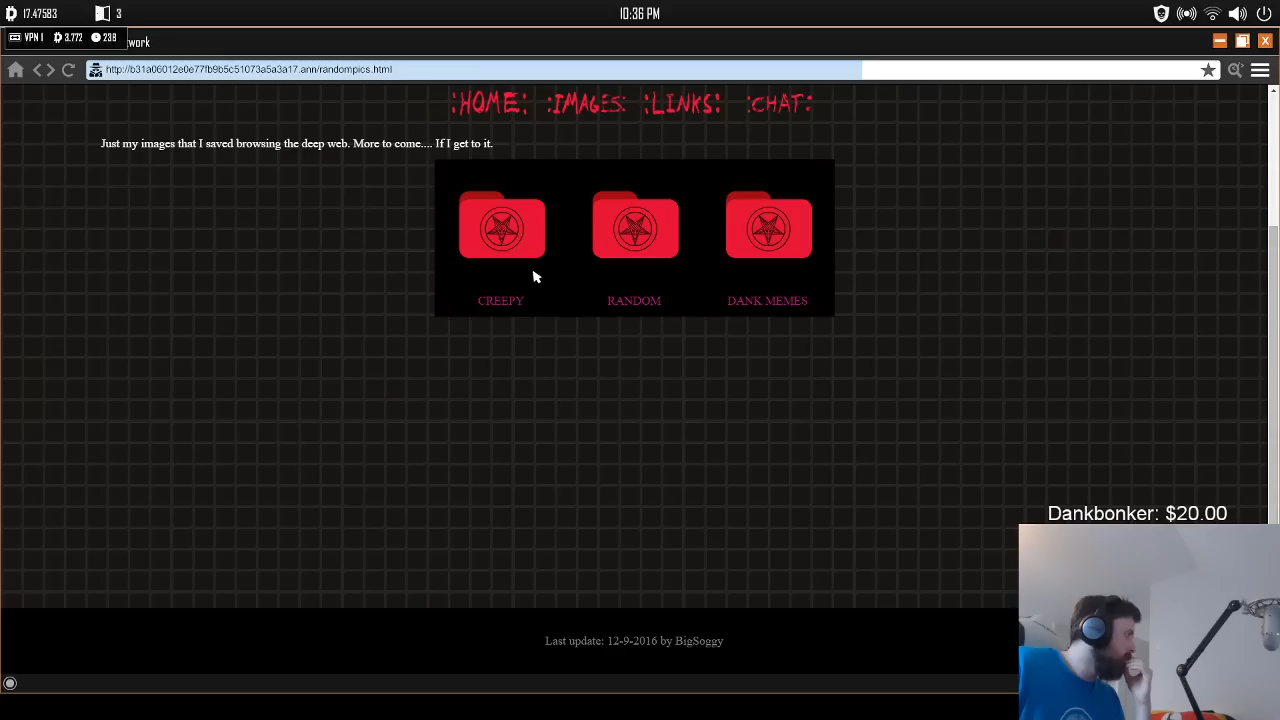 17.47583 3 10:36 PM
VPN 1 3.772 238
work
http://b31a06012e0e77fb9b5c51073a5a3a17.ann/randompics.html
:HOME: :IMAGES: :LINKS: :CHAT:
Just my images that I saved browsing the deep web. More to come.... If I get to it.
CREEPY RANDOM DANK MEMES
Dankbonker: $20.00
Last update: 12-9-2016 by BigSoggy